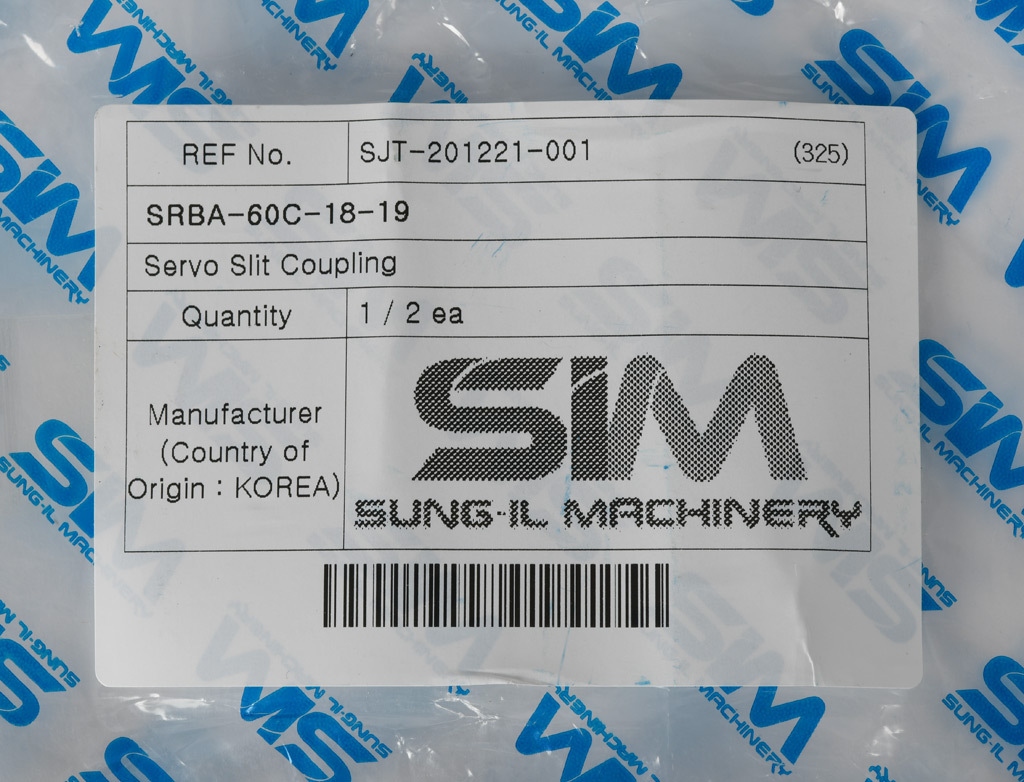 REF No.
SJT-201221-001 (325)
SRBA-60C-18-19
Servo Slit Coupling
Quantity
1 / 2 ea
Manufacturer
(Country of
Origin : KOREA)
SIM
SUNG-IL MACHINERY